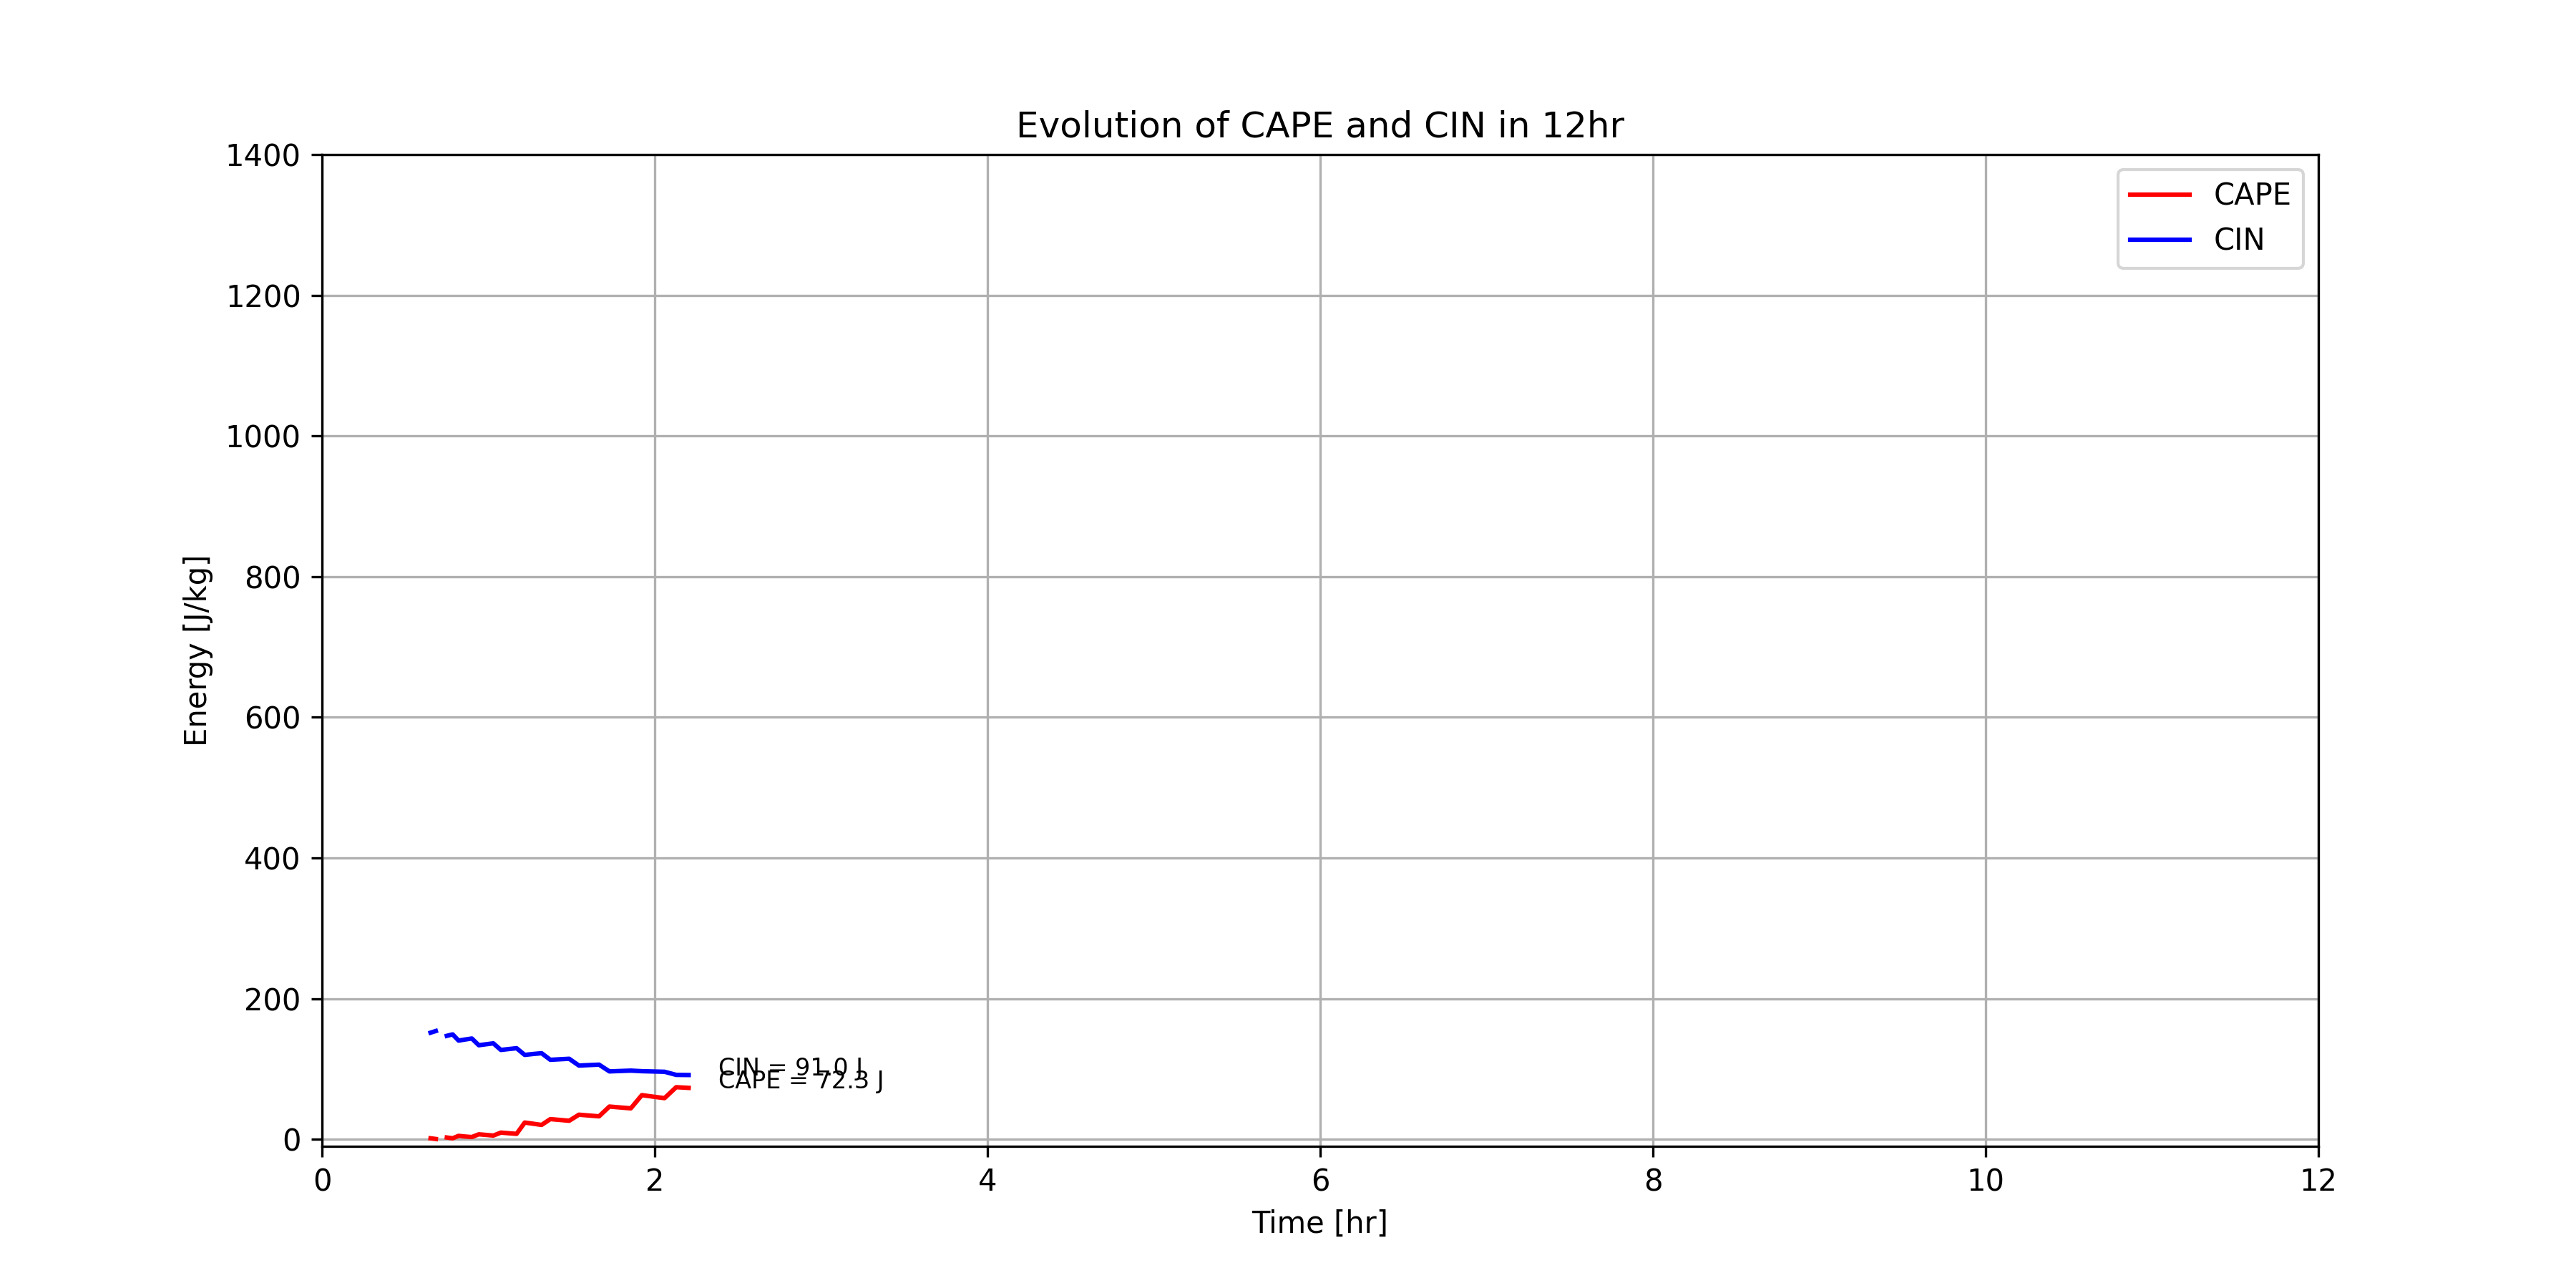 Evolution of CAPE and CIN in 12hr
1400
1200
1000
800
600
400
200
0
Energy [J/kg]
CAPE
CIN
CIN = 91.0 J
CAPE = 72.3 J
0 2 4 6 8 10 12
Time [hr]